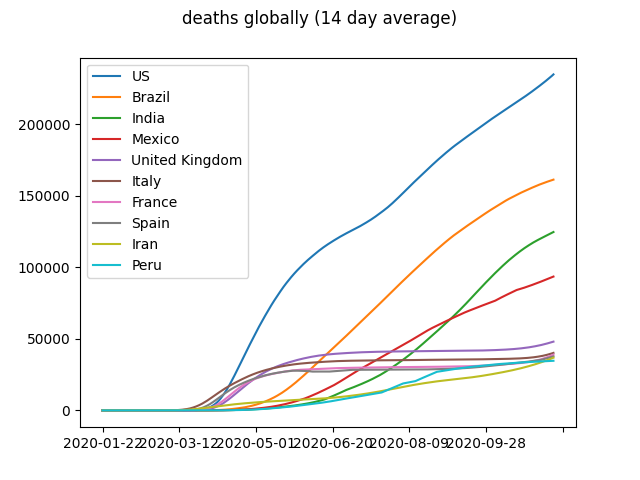 deaths globally (14 day average)
US
Brazil
India
Mexico
United Kingdom
Italy
France
Spain
Iran
Peru
200000
150000
100000
50000
0
2020-01-22 2020-03-12 2020-05-01 2020-06-20 2020-08-09 2020-09-28